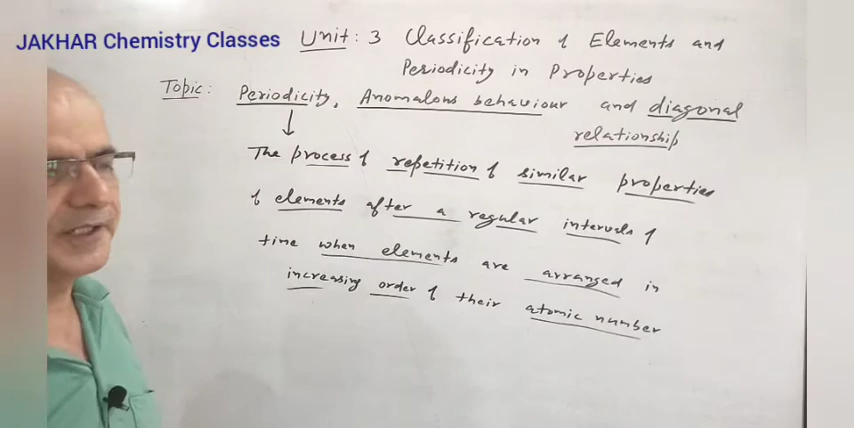 JAKHAR Chemistry Classes
Unit: 3 Classification of Elements and
Periodicity in Properties
Topic: Periodicity, Anomalous behaviour and diagonal
relationship
The process of repetition of similar properties
of elements after a regular intervals of
time when elements are arranged in
increasing order of their atomic number